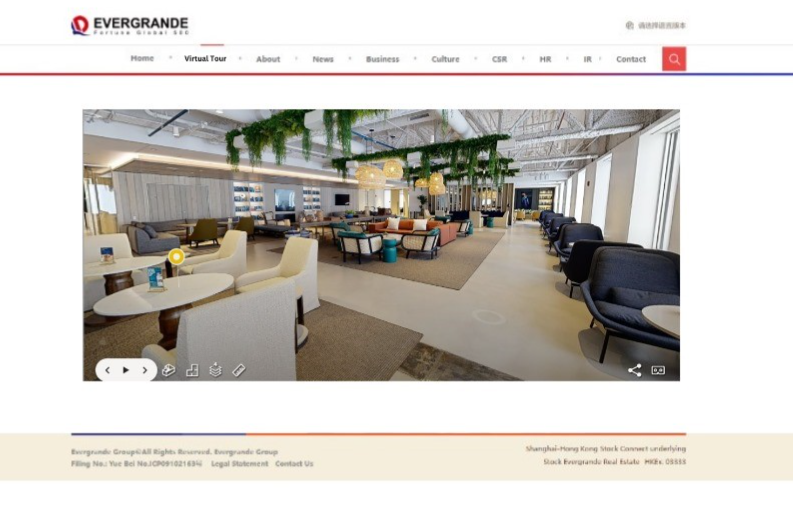 EVERGRANDE
Fortune Global 500
请选择语言版本
Home
Virtual Tour
About
News
Business
Culture
CSR
HR
IR
Contact
Evergrande Group©All Rights Reserved. Evergrande Group
Shanghai-Hong Kong Stock Connect underlying
Filing No.: Yue Bei No. Legal Statement Contact Us
Stock Evergrande Real Estate HKEx.